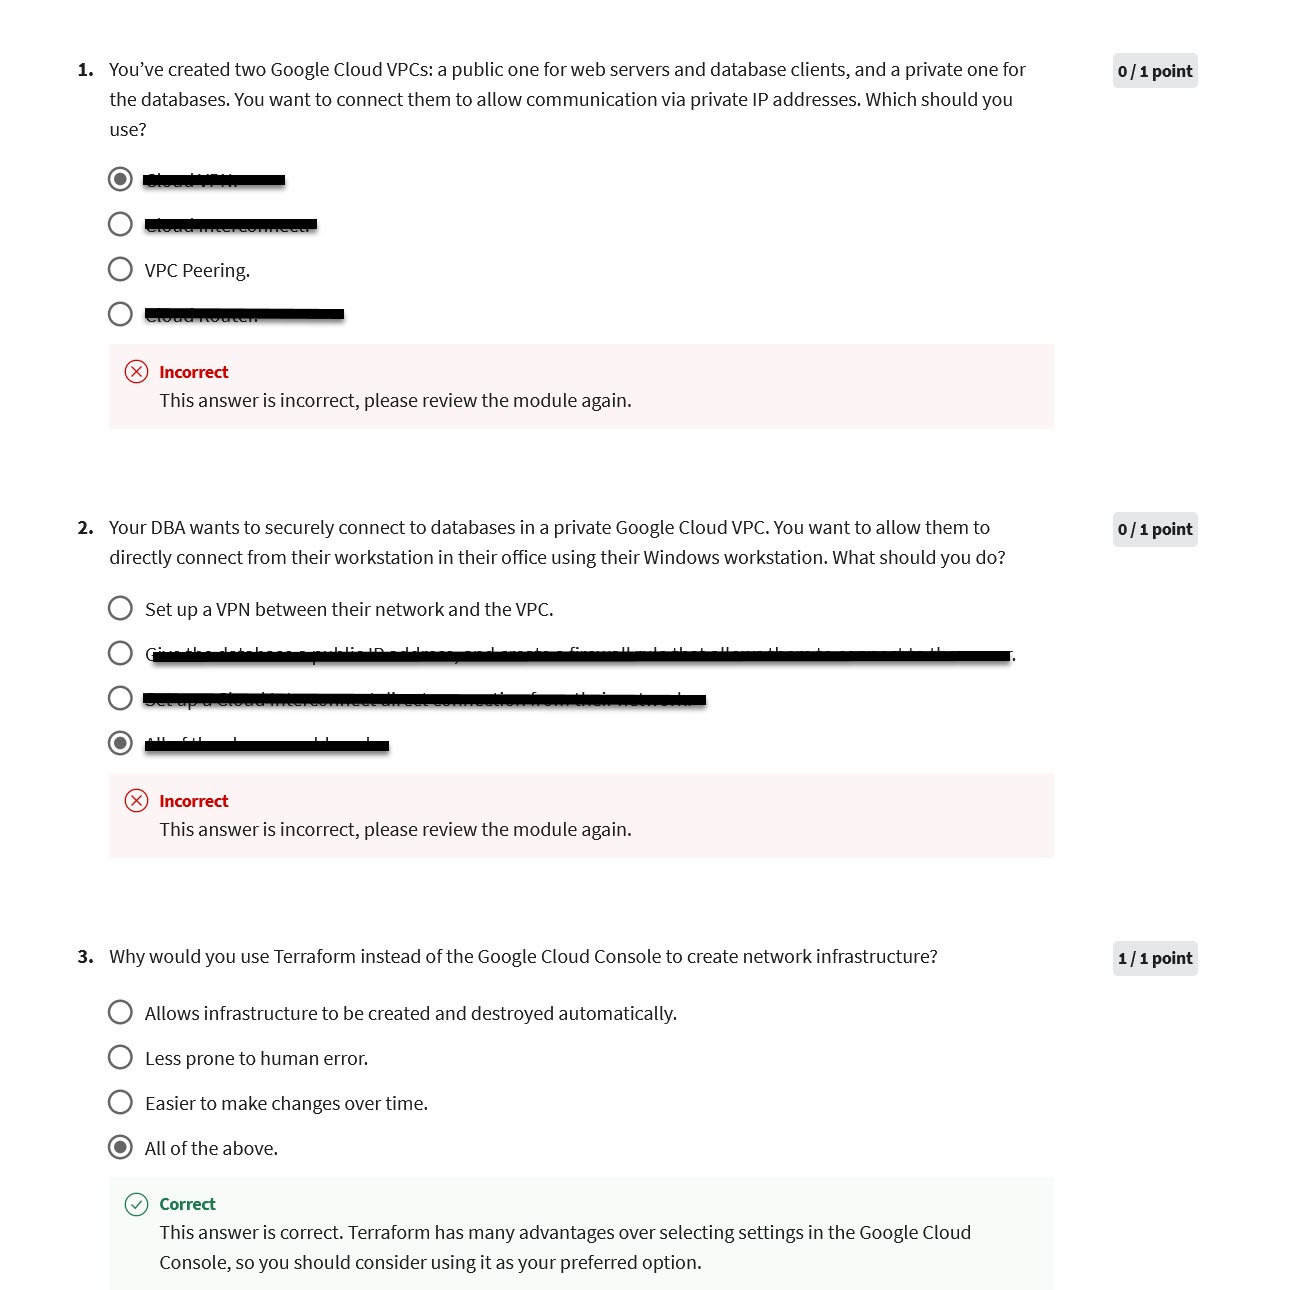 1. You’ve created two Google Cloud VPCs: a public one for web servers and database clients, and a private one for
the databases. You want to connect them to allow communication via private IP addresses. Which should you
use?
0 / 1 point
VPC Peering.
Incorrect
This answer is incorrect, please review the module again.
2. Your DBA wants to securely connect to databases in a private Google Cloud VPC. You want to allow them to
directly connect from their workstation in their office using their Windows workstation. What should you do?
0 / 1 point
Set up a VPN between their network and the VPC.
Incorrect
This answer is incorrect, please review the module again.
3. Why would you use Terraform instead of the Google Cloud Console to create network infrastructure?
1 / 1 point
Allows infrastructure to be created and destroyed automatically.
Less prone to human error.
Easier to make changes over time.
All of the above.
Correct
This answer is correct. Terraform has many advantages over selecting settings in the Google Cloud
Console, so you should consider using it as your preferred option.